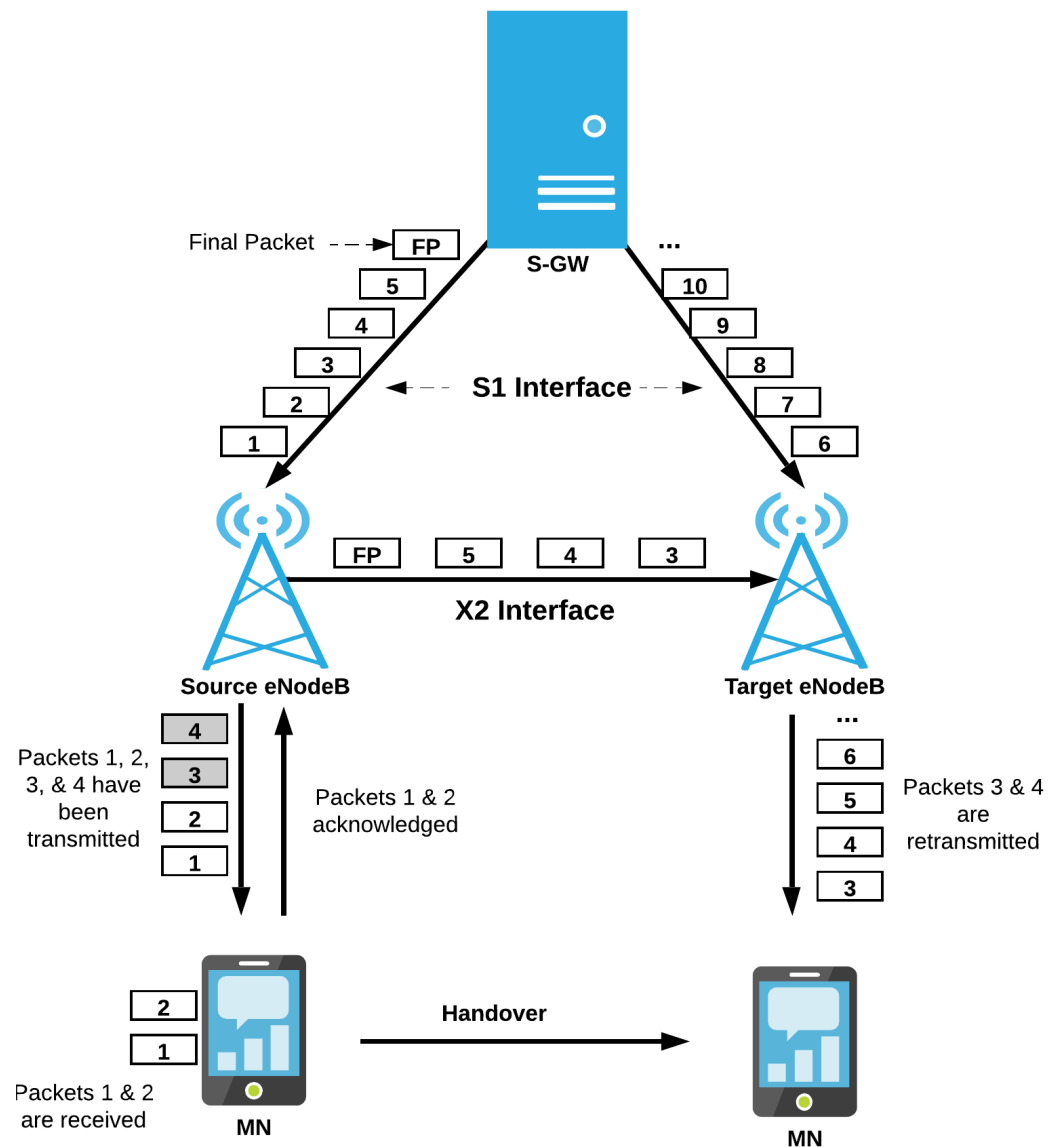 S-GW
Final Packet
FP
5
4
3
2
1
...
10
9
8
7
6
S1 Interface
FP 5 4 3
X2 Interface
Source eNodeB
Target eNodeB
Packets 1, 2,
3, & 4 have
been
transmitted
4
3
2
1
Packets 1 & 2
acknowledged
...
6
5
4
3
Packets 3 & 4
are
retransmitted
2
1
Packets 1 & 2
are received
MN
Handover
MN